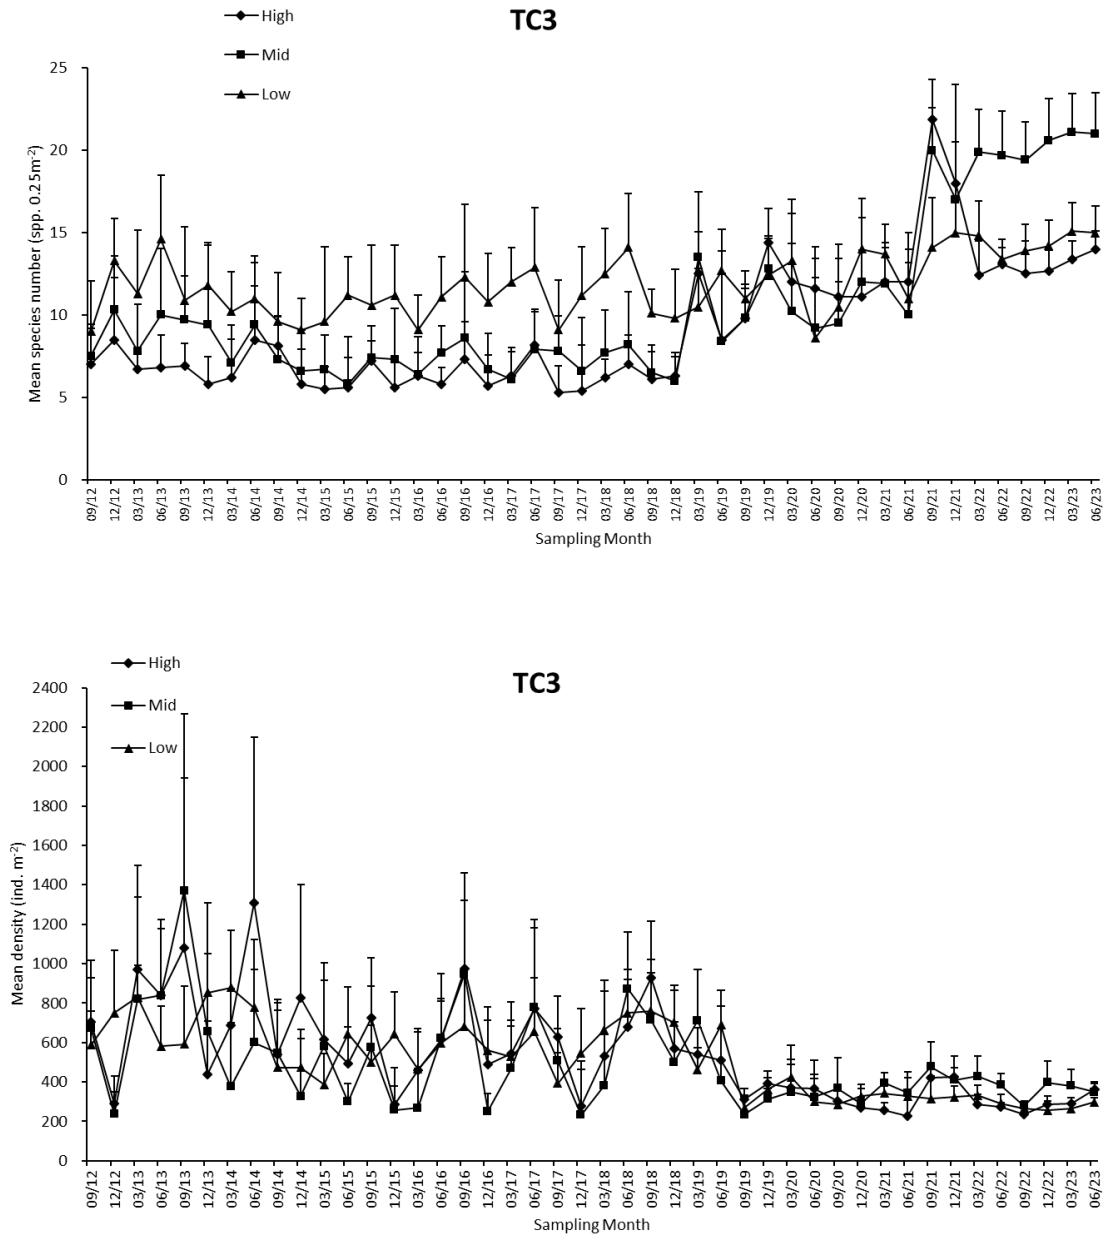 TC3
High
Mid
Low
Mean species number (spp. 0.25m⁻²)
25
20
15
10
5
0
09/12 12/12 03/13 06/13 09/13 12/13 03/14 06/14 09/14 12/14 03/15 06/15 09/15 12/15 03/16 06/16 09/16 12/16 03/17 06/17 09/17 12/17 03/18 06/18 09/18 12/18 03/19 06/19 09/19 12/19 03/20 06/20 09/20 12/20 03/21 06/21 09/21 12/21 03/22 06/22 09/22 12/22 03/23 06/23
Sampling Month
TC3
High
Mid
Low
Mean density (ind. m⁻²)
2400
2200
2000
1800
1600
1400
1200
1000
800
600
400
200
0
09/12 12/12 03/13 06/13 09/13 12/13 03/14 06/14 09/14 12/14 03/15 06/15 09/15 12/15 03/16 06/16 09/16 12/16 03/17 06/17 09/17 12/17 03/18 06/18 09/18 12/18 03/19 06/19 09/19 12/19 03/20 06/20 09/20 12/20 03/21 06/21 09/21 12/21 03/22 06/22 09/22 12/22 03/23 06/23
Sampling Month